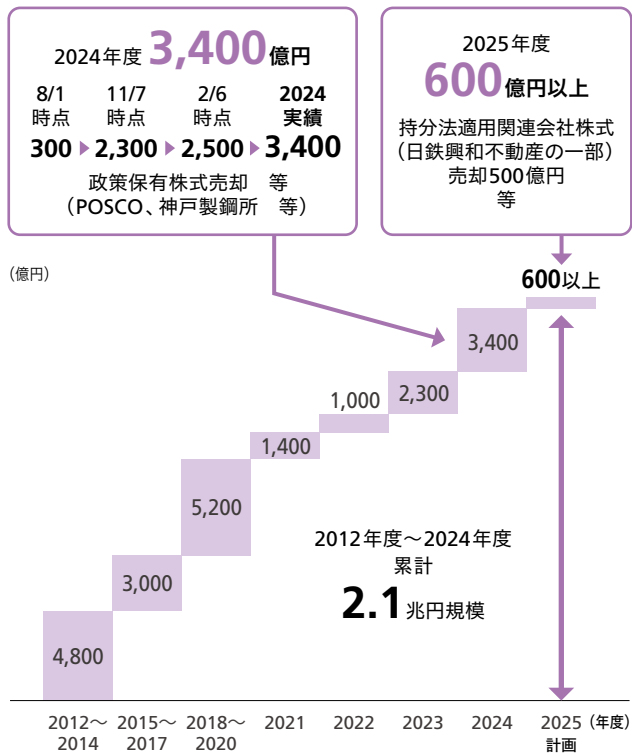 2024年度 3,400億円
8/1 11/7 2/6 2024
時点 時点 時点 実績
300 ▶ 2,300 ▶ 2,500 ▶ 3,400
政策保有株式売却　等
（POSCO、神戸製鋼所　等）
2025年度
600億円以上
持分法適用関連会社株式
（日鉄興和不動産の一部）
売却500億円
等
（億円）
600以上
3,400
2,300
1,000
1,400
5,200
3,000
4,800
2012年度～2024年度
累計
2.1兆円規模
2012～ 2015～ 2018～ 2021 2022 2023 2024 2025（年度）
2014 2017 2020 計画